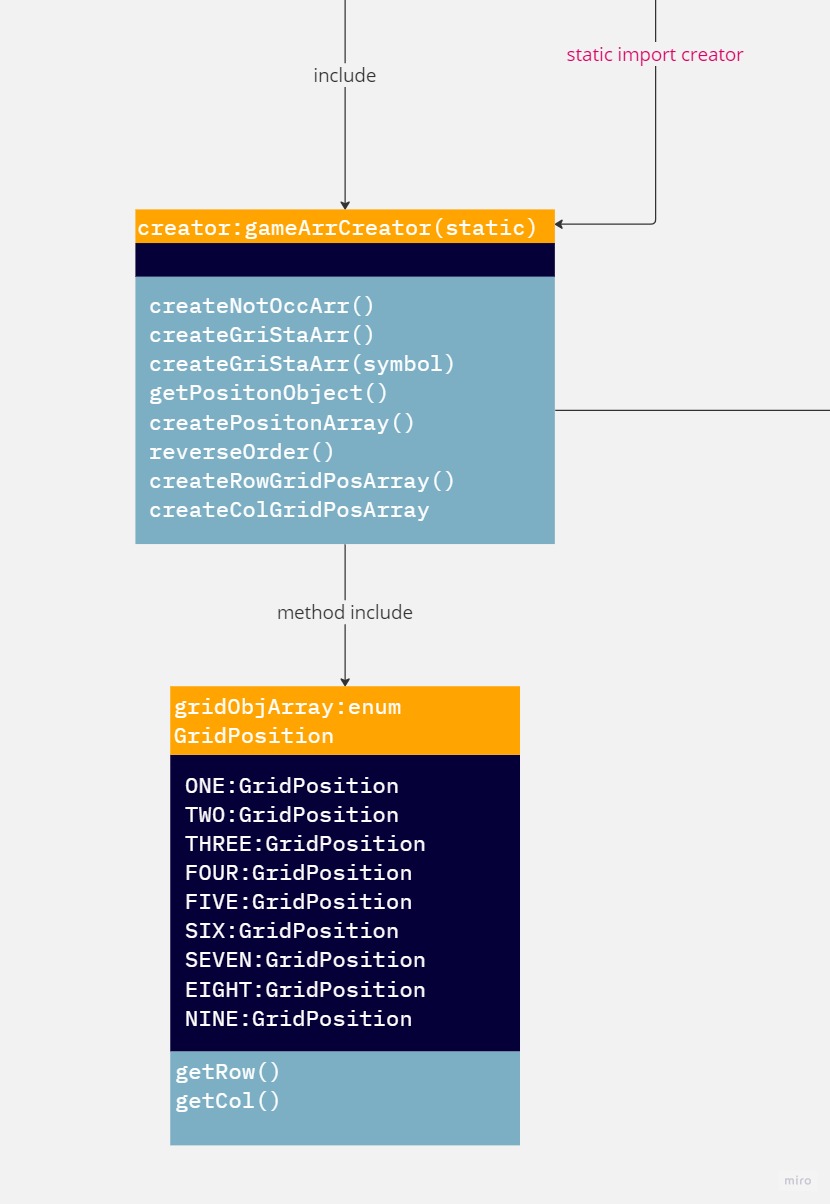 include
static import creator
creator:gameArrCreator(static)
createNotOccArr()
createGriStaArr()
createGriStaArr(symbol)
getPositonObject()
createPositonArray()
reverseOrder()
createRowGridPosArray()
createColGridPosArray
method include
gridObjArray:enum
GridPosition
ONE:GridPosition
TWO:GridPosition
THREE:GridPosition
FOUR:GridPosition
FIVE:GridPosition
SIX:GridPosition
SEVEN:GridPosition
EIGHT:GridPosition
NINE:GridPosition
getRow()
getCol()
miro